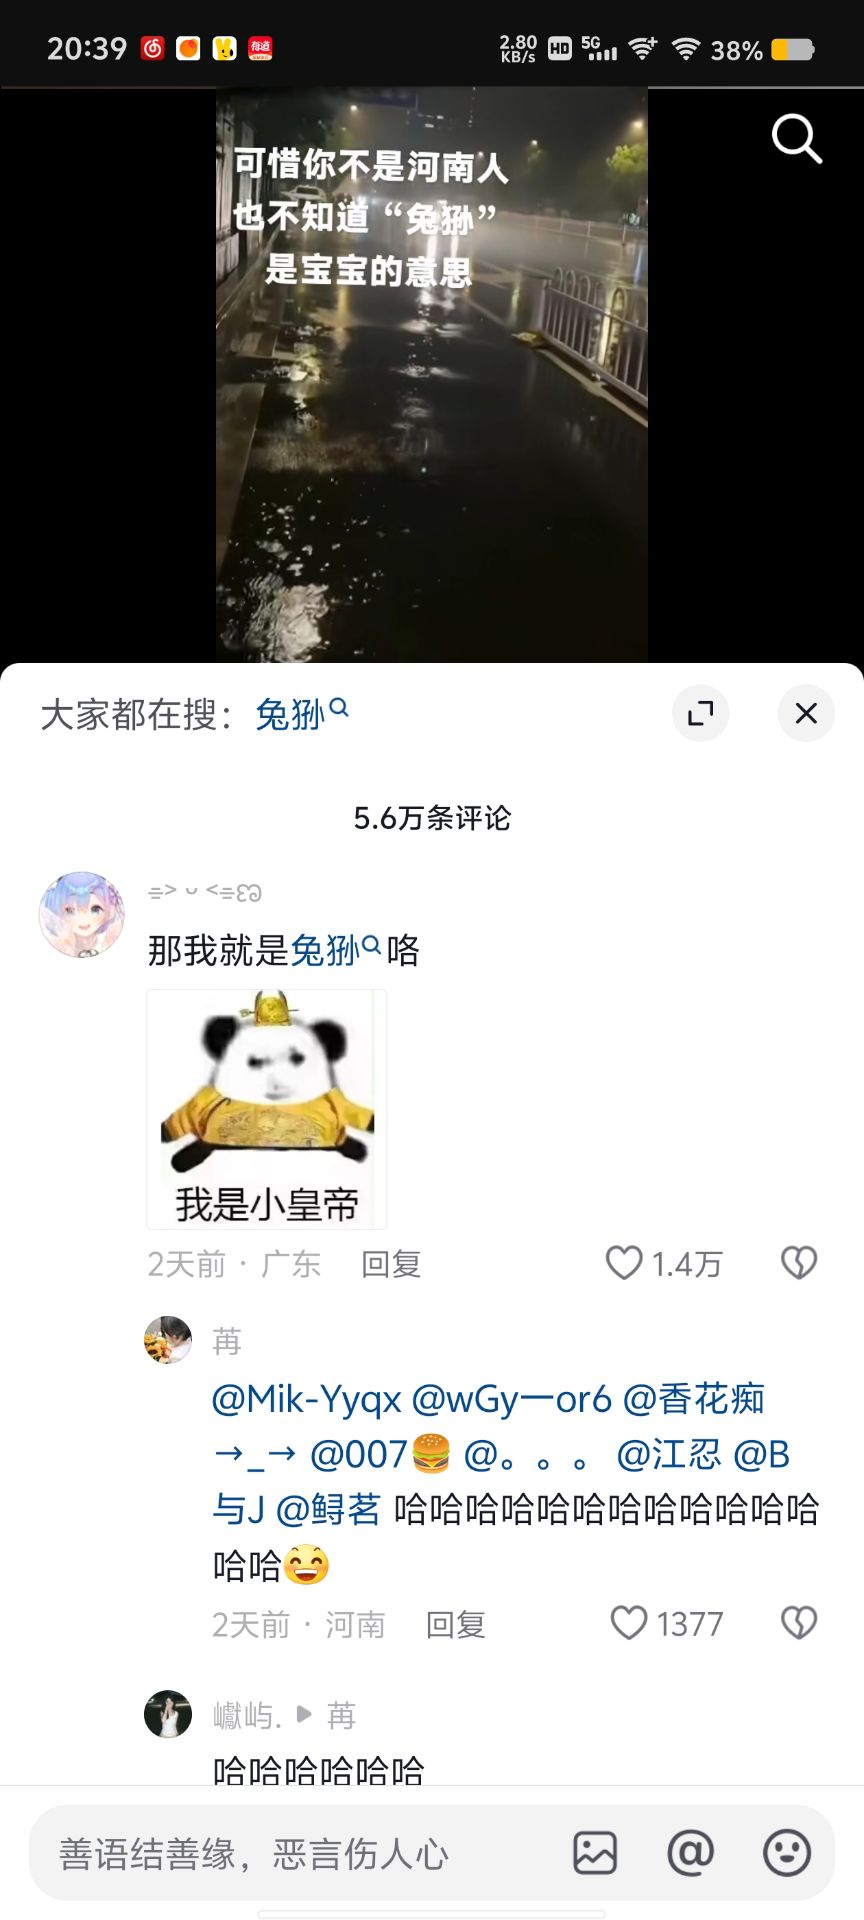 20:39
2.80 KB/s HD 5G 38%
可惜你不是河南人
也不知道“兔狲”
是宝宝的意思
大家都在搜：兔狲
5.6万条评论
那我就是兔狲咯
我是小皇帝
2天前 · 广东 回复 1.4万
苒
@Mik-Yyqx @wGy一or6 @香花痴
→_→ @007🍔 @。。。 @江忍 @B
与J @鲟茗 哈哈哈哈哈哈哈哈哈哈哈哈
哈哈😄
2天前 · 河南 回复 1377
巘屿. ▶ 苒
哈哈哈哈哈哈
善语结善缘，恶言伤人心